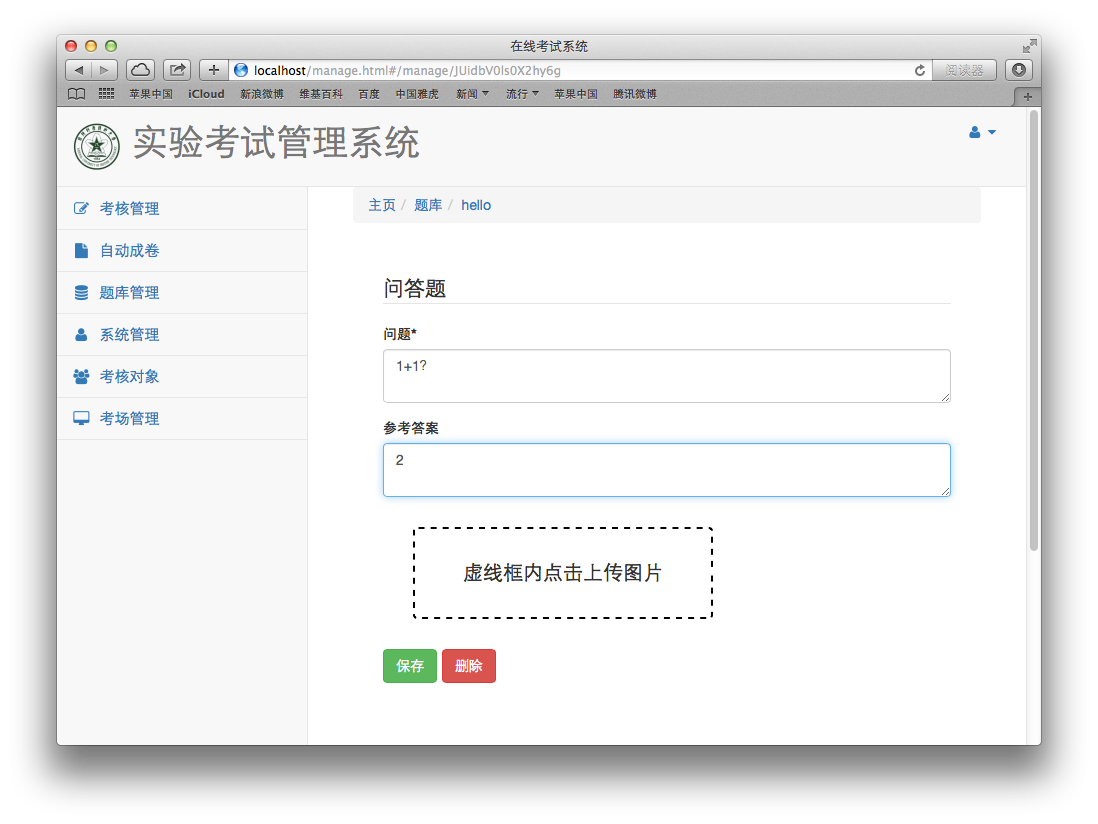 在线考试系统
localhost/manage.html#/manage/JUidbV0ls0X2hy6g
阅读器
苹果中国 iCloud 新浪微博 维基百科 百度 中国雅虎 新闻 流行 苹果中国 腾讯微博
实验考试管理系统
考核管理
自动成卷
题库管理
系统管理
考核对象
考场管理
主页 / 题库 / hello
问答题
问题*
1+1?
参考答案
2
虚线框内点击上传图片
保存 删除